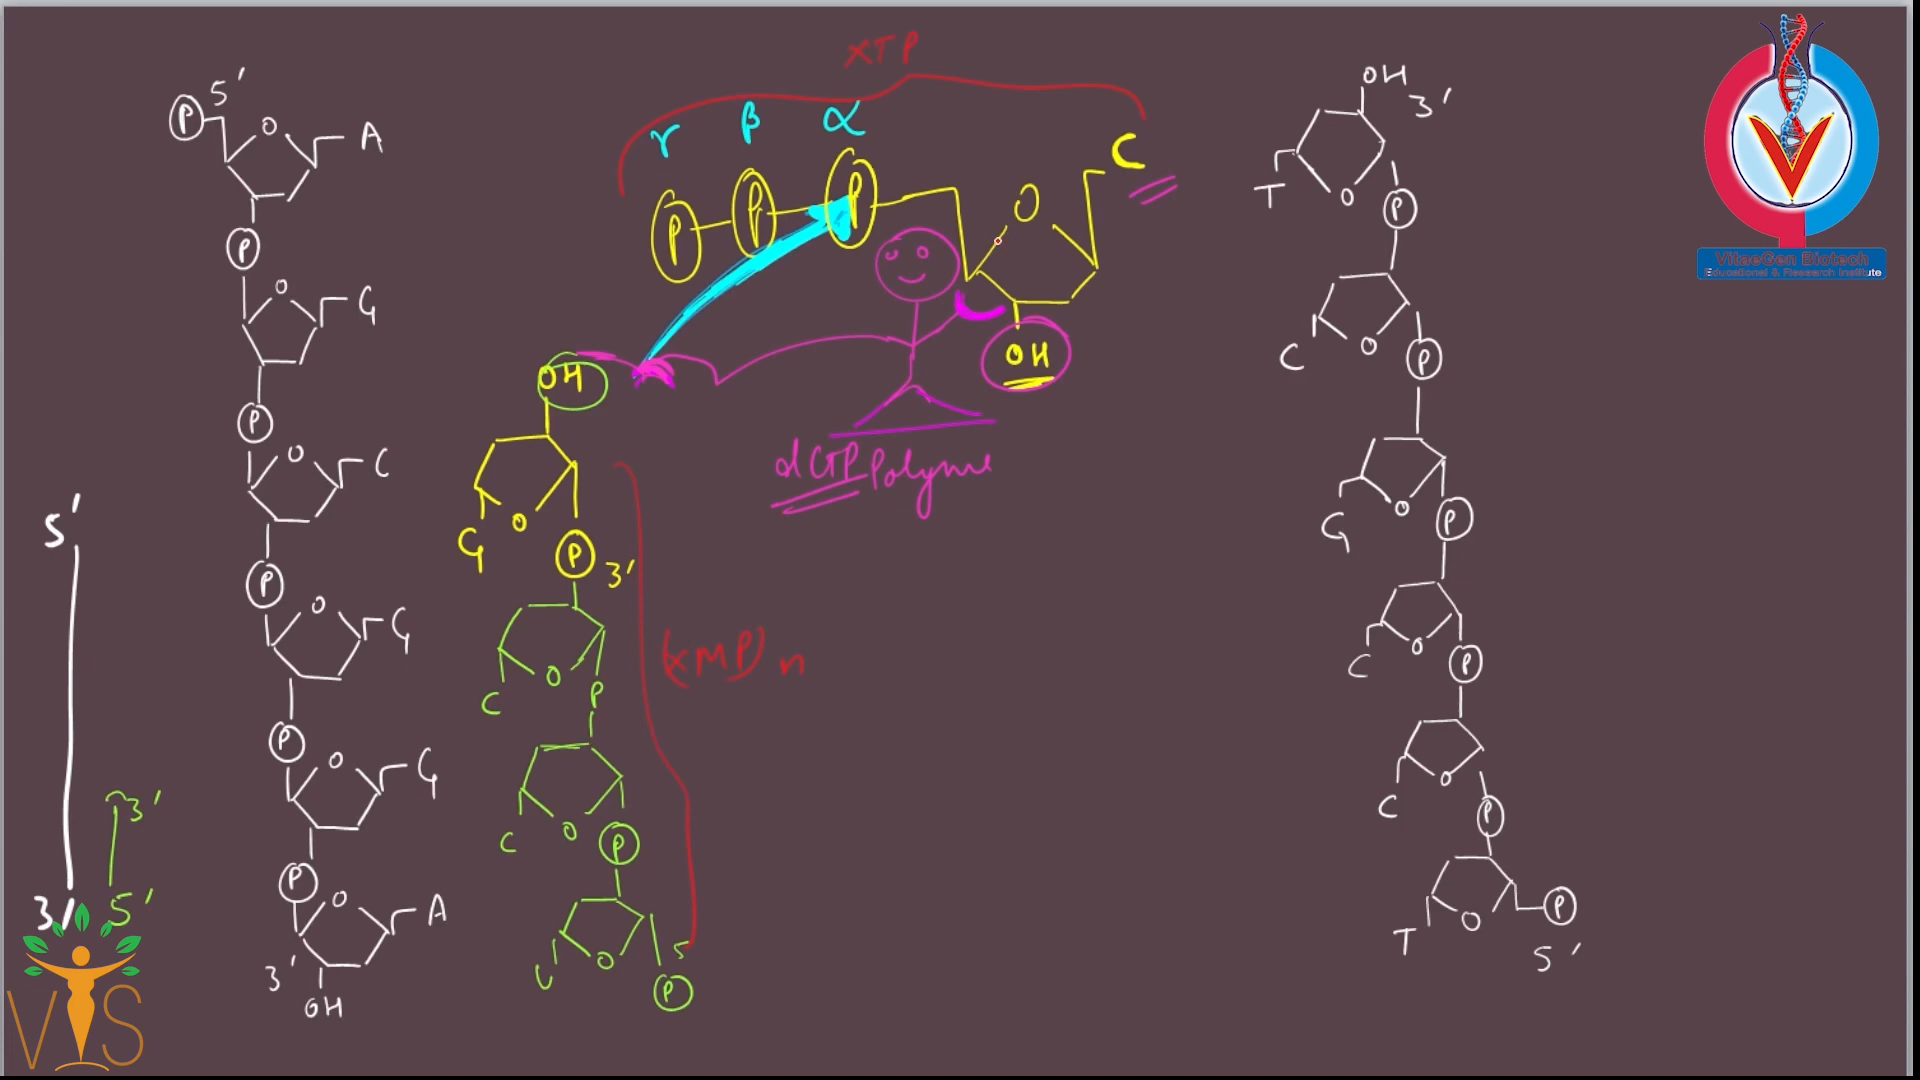 XTP
γ β α
P P P O C
OH
OH
dCTP Polyme
G O
P 3'
C O
P
C O
P
U O
5
P
(XMP) n
5'
P O A
P
O G
P
O C
P
O G
P
O G
P
O A
3'
OH
5'
3'
3'
5'
OH 3'
T O P
C O P
G O P
C O P
C O P
T O P
5'
V
VitaeGen Biotech
Educational & Research Institute
VIS